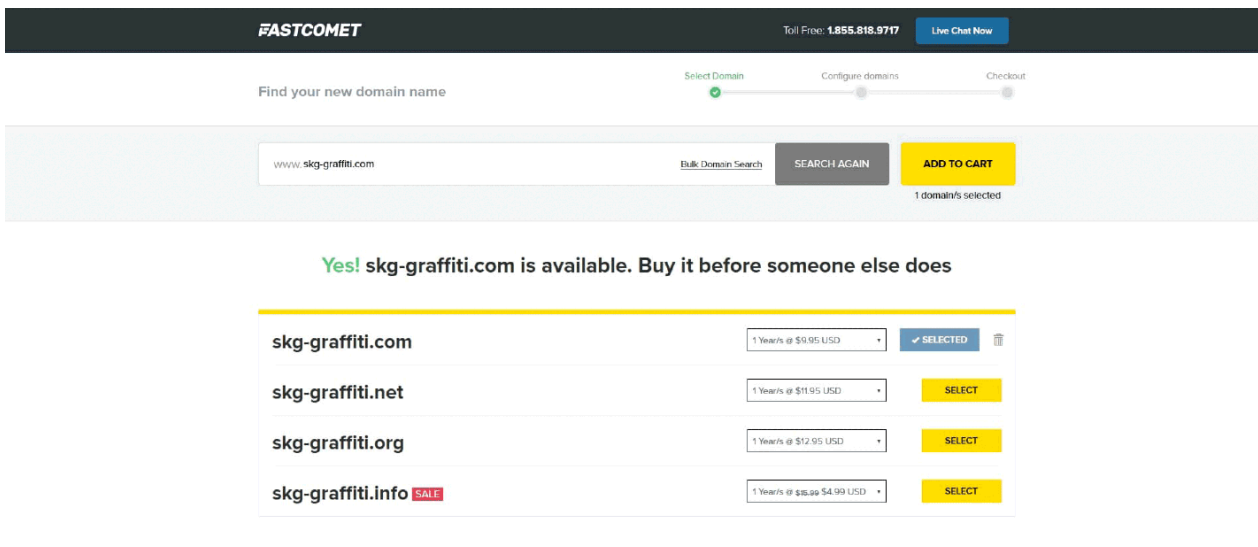 FASTCOMET
Toll Free: 1.855.818.9717
Live Chat Now
Find your new domain name
Select Domain
Configure domains
Checkout
www. skg-graffiti.com
Bulk Domain Search
SEARCH AGAIN
ADD TO CART
1 domain/s selected
Yes! skg-graffiti.com is available. Buy it before someone else does
skg-graffiti.com
1 Year/s @ $9.95 USD
SELECTED
skg-graffiti.net
1 Year/s @ $11.95 USD
SELECT
skg-graffiti.org
1 Year/s @ $12.95 USD
SELECT
skg-graffiti.info SALE
1 Year/s @ $15.99 $4.99 USD
SELECT